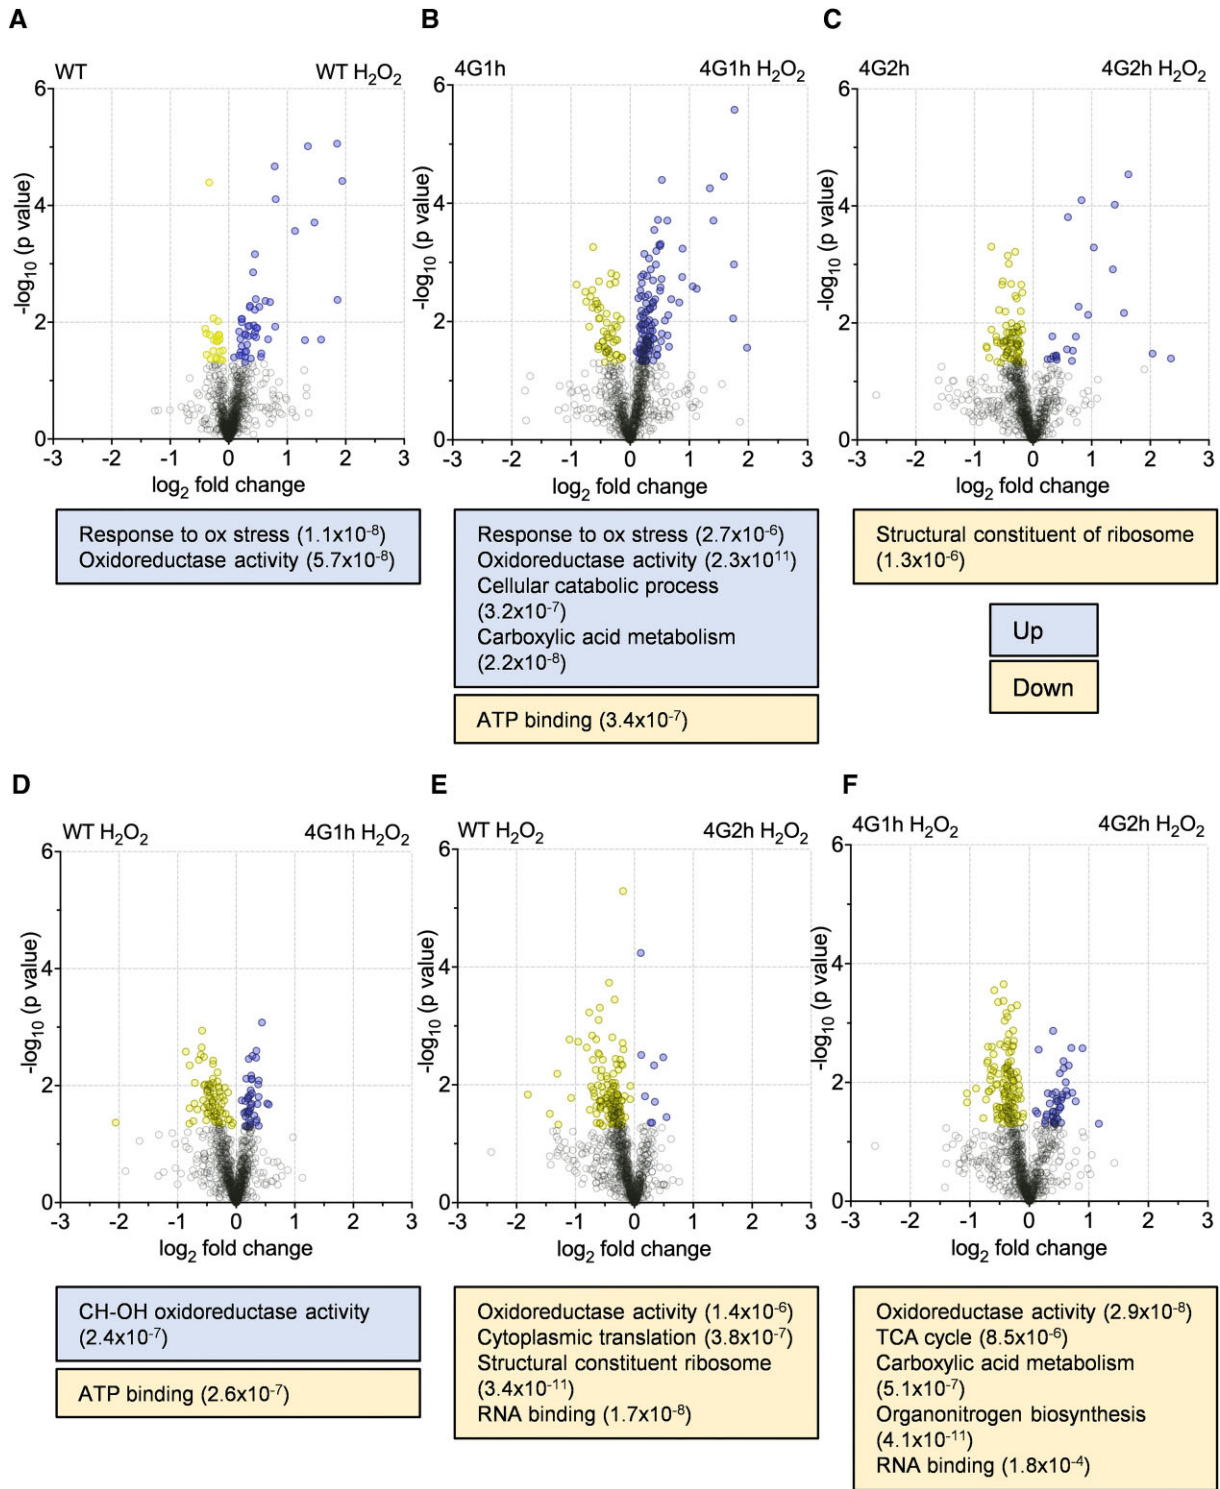 A
B
C
WT
WT H₂O₂
4G1h
4G1h H₂O₂
4G2h
4G2h H₂O₂
6
4
2
0
-log₁₀ (p value)
-3 -2 -1 0 1 2 3
log₂ fold change
6
4
2
0
-log₁₀ (p value)
-3 -2 -1 0 1 2 3
log₂ fold change
6
4
2
0
-log₁₀ (p value)
-3 -2 -1 0 1 2 3
log₂ fold change
Response to ox stress (1.1x10⁻⁸)
Oxidoreductase activity (5.7x10⁻⁸)
Response to ox stress (2.7x10⁻⁶)
Oxidoreductase activity (2.3x10¹¹)
Cellular catabolic process
(3.2x10⁻⁷)
Carboxylic acid metabolism
(2.2x10⁻⁸)
ATP binding (3.4x10⁻⁷)
Structural constituent of ribosome
(1.3x10⁻⁶)
Up
Down
D
E
F
WT H₂O₂
4G1h H₂O₂
WT H₂O₂
4G2h H₂O₂
4G1h H₂O₂
4G2h H₂O₂
6
4
2
0
-log₁₀ (p value)
-3 -2 -1 0 1 2 3
log₂ fold change
6
4
2
0
-log₁₀ (p value)
-3 -2 -1 0 1 2 3
log₂ fold change
6
4
2
0
-log₁₀ (p value)
-3 -2 -1 0 1 2 3
log₂ fold change
CH-OH oxidoreductase activity
(2.4x10⁻⁷)
ATP binding (2.6x10⁻⁷)
Oxidoreductase activity (1.4x10⁻⁶)
Cytoplasmic translation (3.8x10⁻⁷)
Structural constituent ribosome
(3.4x10⁻¹¹)
RNA binding (1.7x10⁻⁸)
Oxidoreductase activity (2.9x10⁻⁸)
TCA cycle (8.5x10⁻⁶)
Carboxylic acid metabolism
(5.1x10⁻⁷)
Organonitrogen biosynthesis
(4.1x10⁻¹¹)
RNA binding (1.8x10⁻⁴)